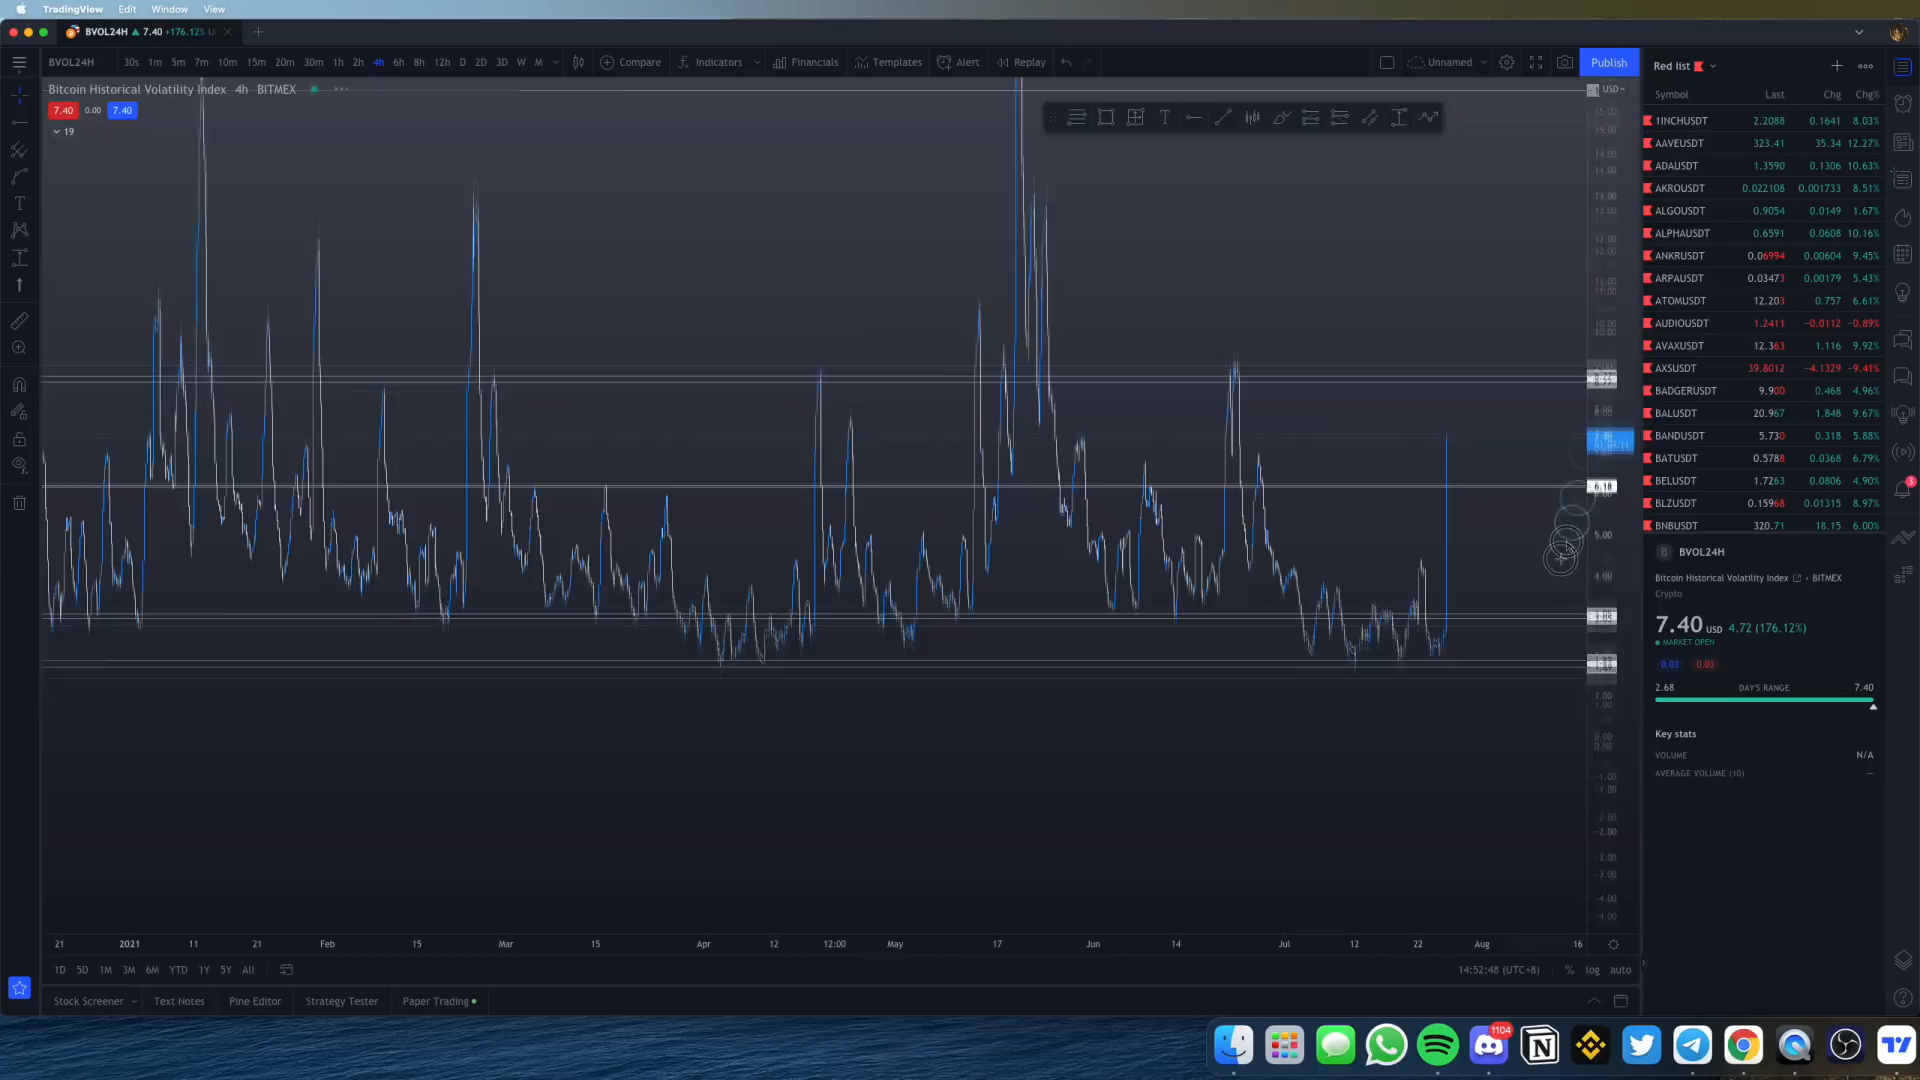 TradingView Edit Window View
BVOL24H 7.40 +176.12%
BVOL24H 30s 1m 5m 7m 10m 15m 20m 30m 1h 2h 4h 6h 8h 12h D 2D 3D W M Compare Indicators Financials Templates Alert Replay Unnamed Publish
Bitcoin Historical Volatility Index 4h BITMEX
USD
7.40 0.00 7.40
19
6.18
5.00
4.00
21 2021 11 21 Feb 15 Mar 15 Apr 12 12:00 May 17 Jun 14 Jul 12 22 Aug 16
1D 5D 1M 3M 6M YTD 1Y 5Y All 14:52:48 (UTC+8) % log auto
Stock Screener Text Notes Pine Editor Strategy Tester Paper Trading
Red list
Symbol Last Chg Chg%
1INCHUSDT 2.2088 0.1641 8.03%
AAVEUSDT 323.41 35.34 12.27%
ADAUSDT 1.3590 0.1306 10.63%
AKROUSDT 0.022108 0.001733 8.51%
ALGOUSDT 0.9054 0.0149 1.67%
ALPHAUSDT 0.6591 0.0608 10.16%
ANKRUSDT 0.06994 0.00604 9.45%
ARPAUSDT 0.03473 0.00179 5.43%
ATOMUSDT 12.203 0.757 6.61%
AUDIOUSDT 1.2411 −0.0112 −0.89%
AVAXUSDT 12.363 1.116 9.92%
AXSUSDT 39.8012 −4.1329 −9.41%
BADGERUSDT 9.900 0.468 4.96%
BALUSDT 20.967 1.848 9.67%
BANDUSDT 5.730 0.318 5.88%
BATUSDT 0.5788 0.0368 6.79%
BELUSDT 1.7263 0.0806 4.90%
BLZUSDT 0.15968 0.01315 8.97%
BNBUSDT 320.71 18.15 6.00%
B BVOL24H
Bitcoin Historical Volatility Index • BITMEX
Crypto
7.40 USD 4.72 (176.12%)
MARKET OPEN
0.03 0.03
2.68 DAY'S RANGE 7.40
Key stats
VOLUME N/A
AVERAGE VOLUME (10) —
3
1104